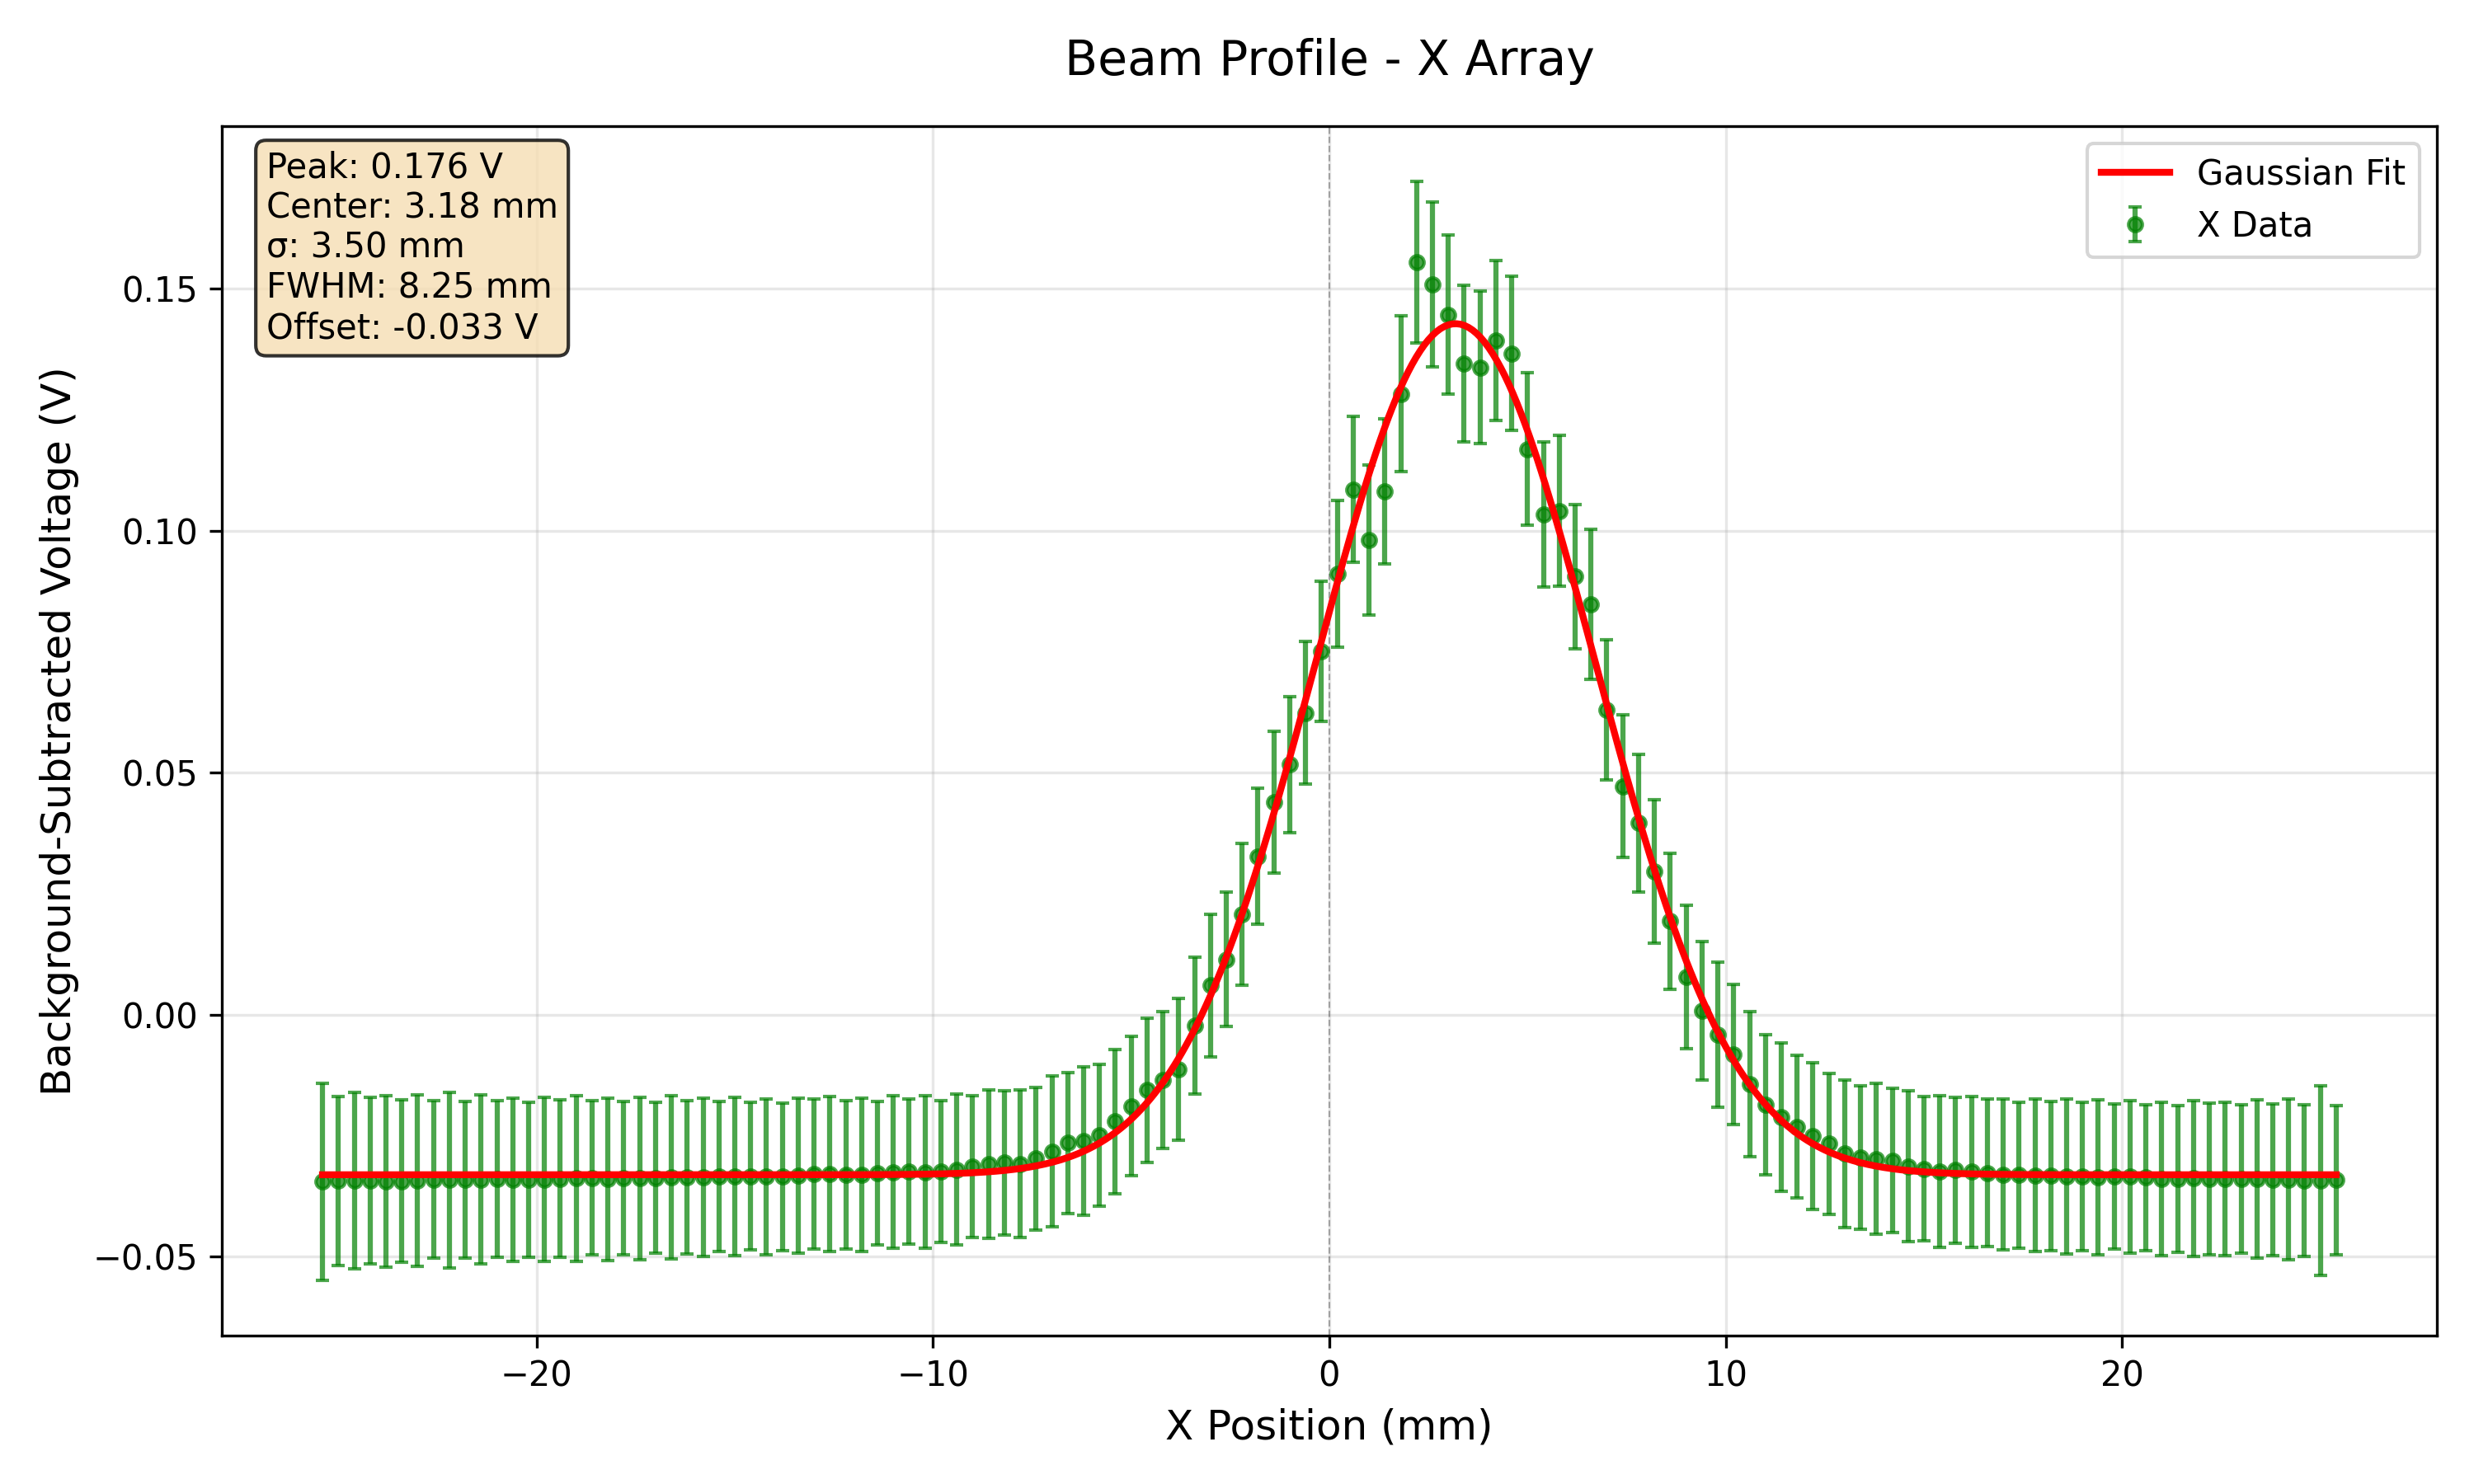 Beam Profile - X Array
Peak: 0.176 V
Center: 3.18 mm
σ: 3.50 mm
FWHM: 8.25 mm
Offset: -0.033 V
Gaussian Fit
X Data
Background-Subtracted Voltage (V)
0.15
0.10
0.05
0.00
−0.05
−20
−10
0
10
20
X Position (mm)